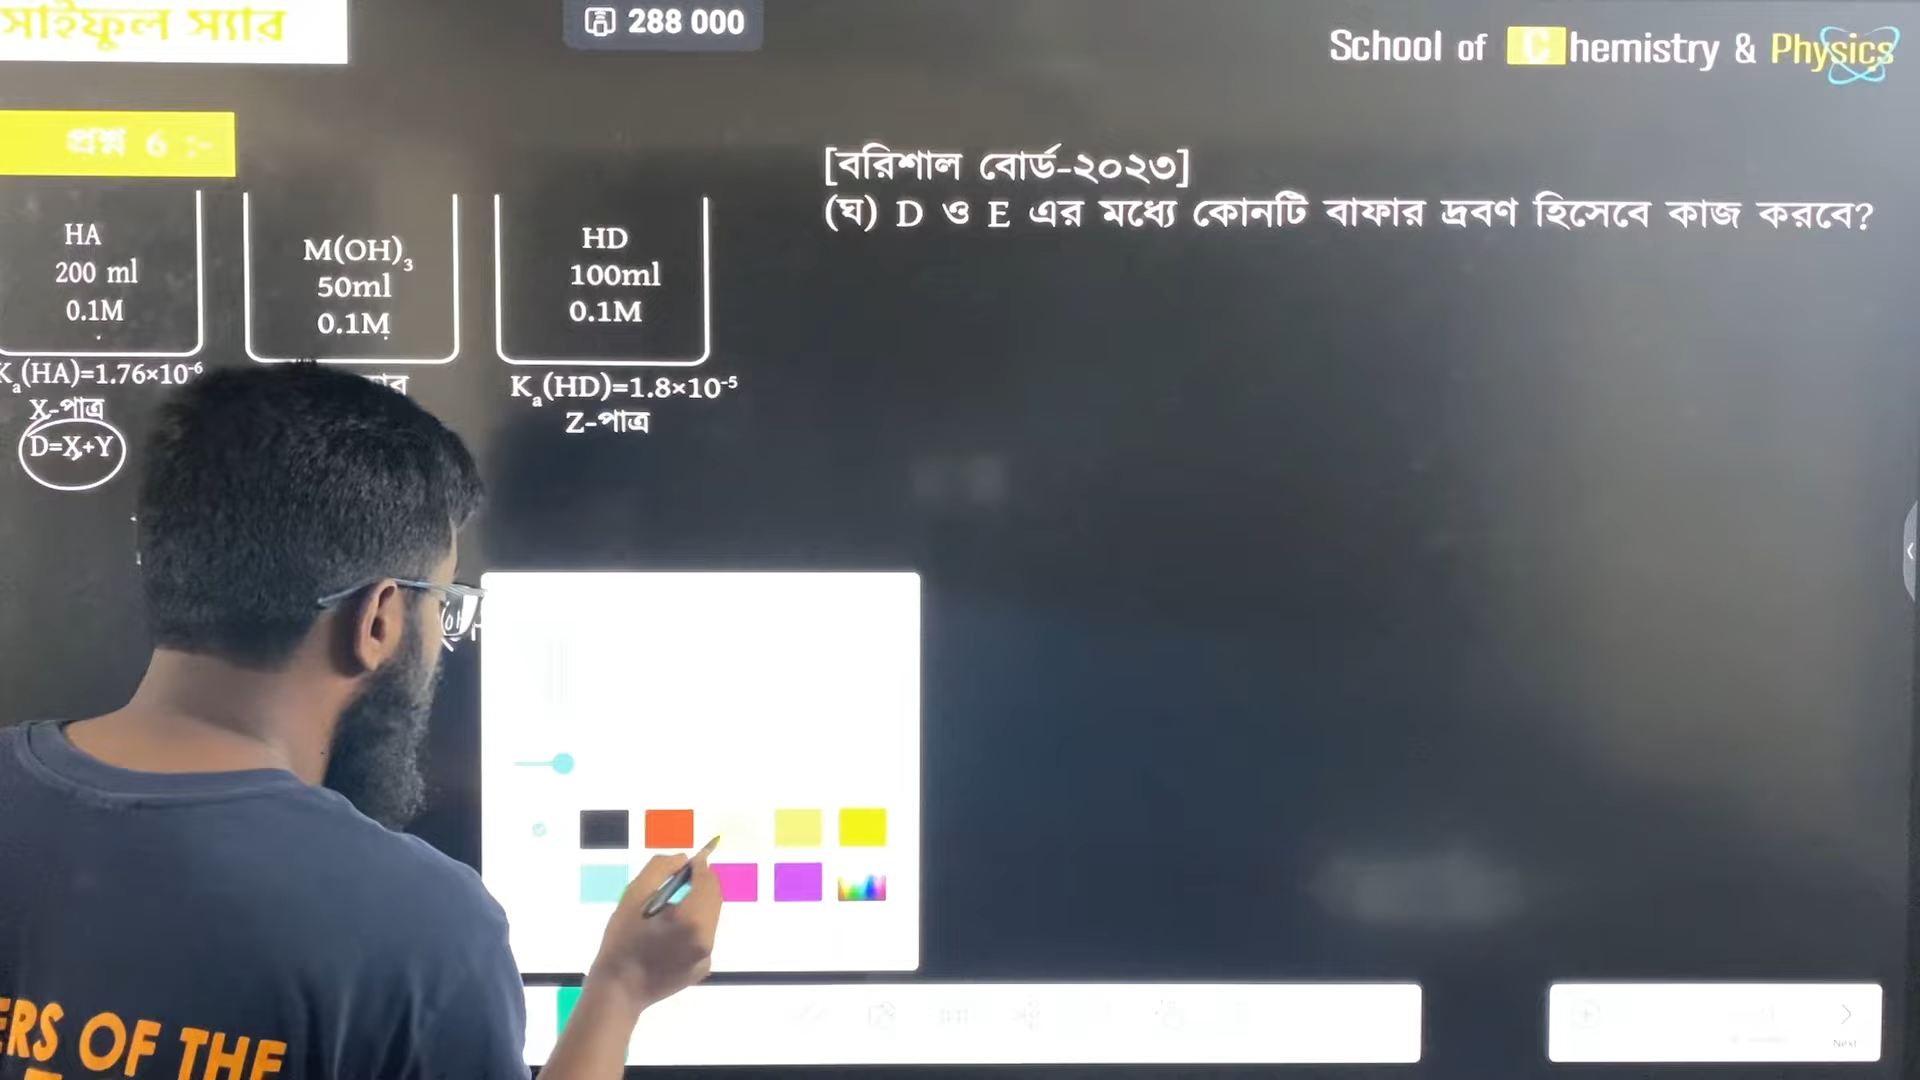 সাইফুল স্যার
288 000
School of Chemistry & Physics
প্রশ্ন 6 :-
[বরিশাল বোর্ড-২০২৩]
(ঘ) D ও E এর মধ্যে কোনটি বাফার দ্রবণ হিসেবে কাজ করবে?
HA
200 ml
0.1M
Kₐ(HA)=1.76×10⁻⁶
X-পাত্র
D=X+Y
M(OH)₃
50ml
0.1M
HD
100ml
0.1M
Kₐ(HD)=1.8×10⁻⁵
Z-পাত্র
ERS OF THE
Next